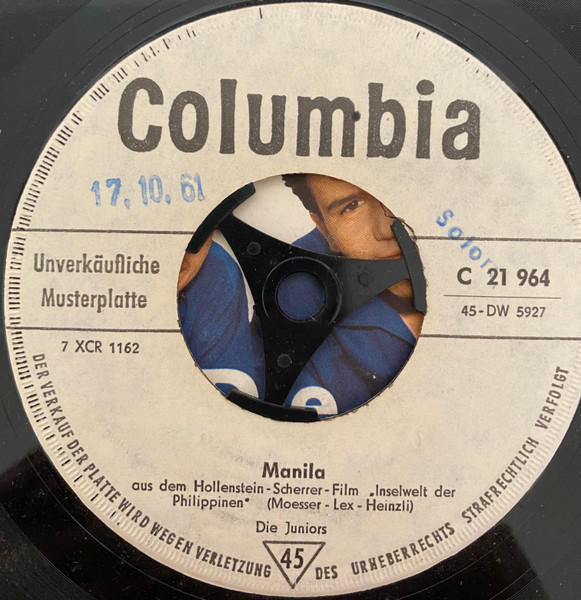 Columbia
17. 10. 61
Unverkäufliche
Musterplatte
C 21 964
45-DW 5927
7 XCR 1162
Manila
aus dem Hollenstein-Scherrer-Film „Inselwelt der
Philippinen" (Moesser-Lex-Heinzli)
Die Juniors
45
DER VERKAUF DER PLATTE WIRD WEGEN VERLETZUNG DES URHEBERRECHTS STRAFRECHTLICH VERFOLGT